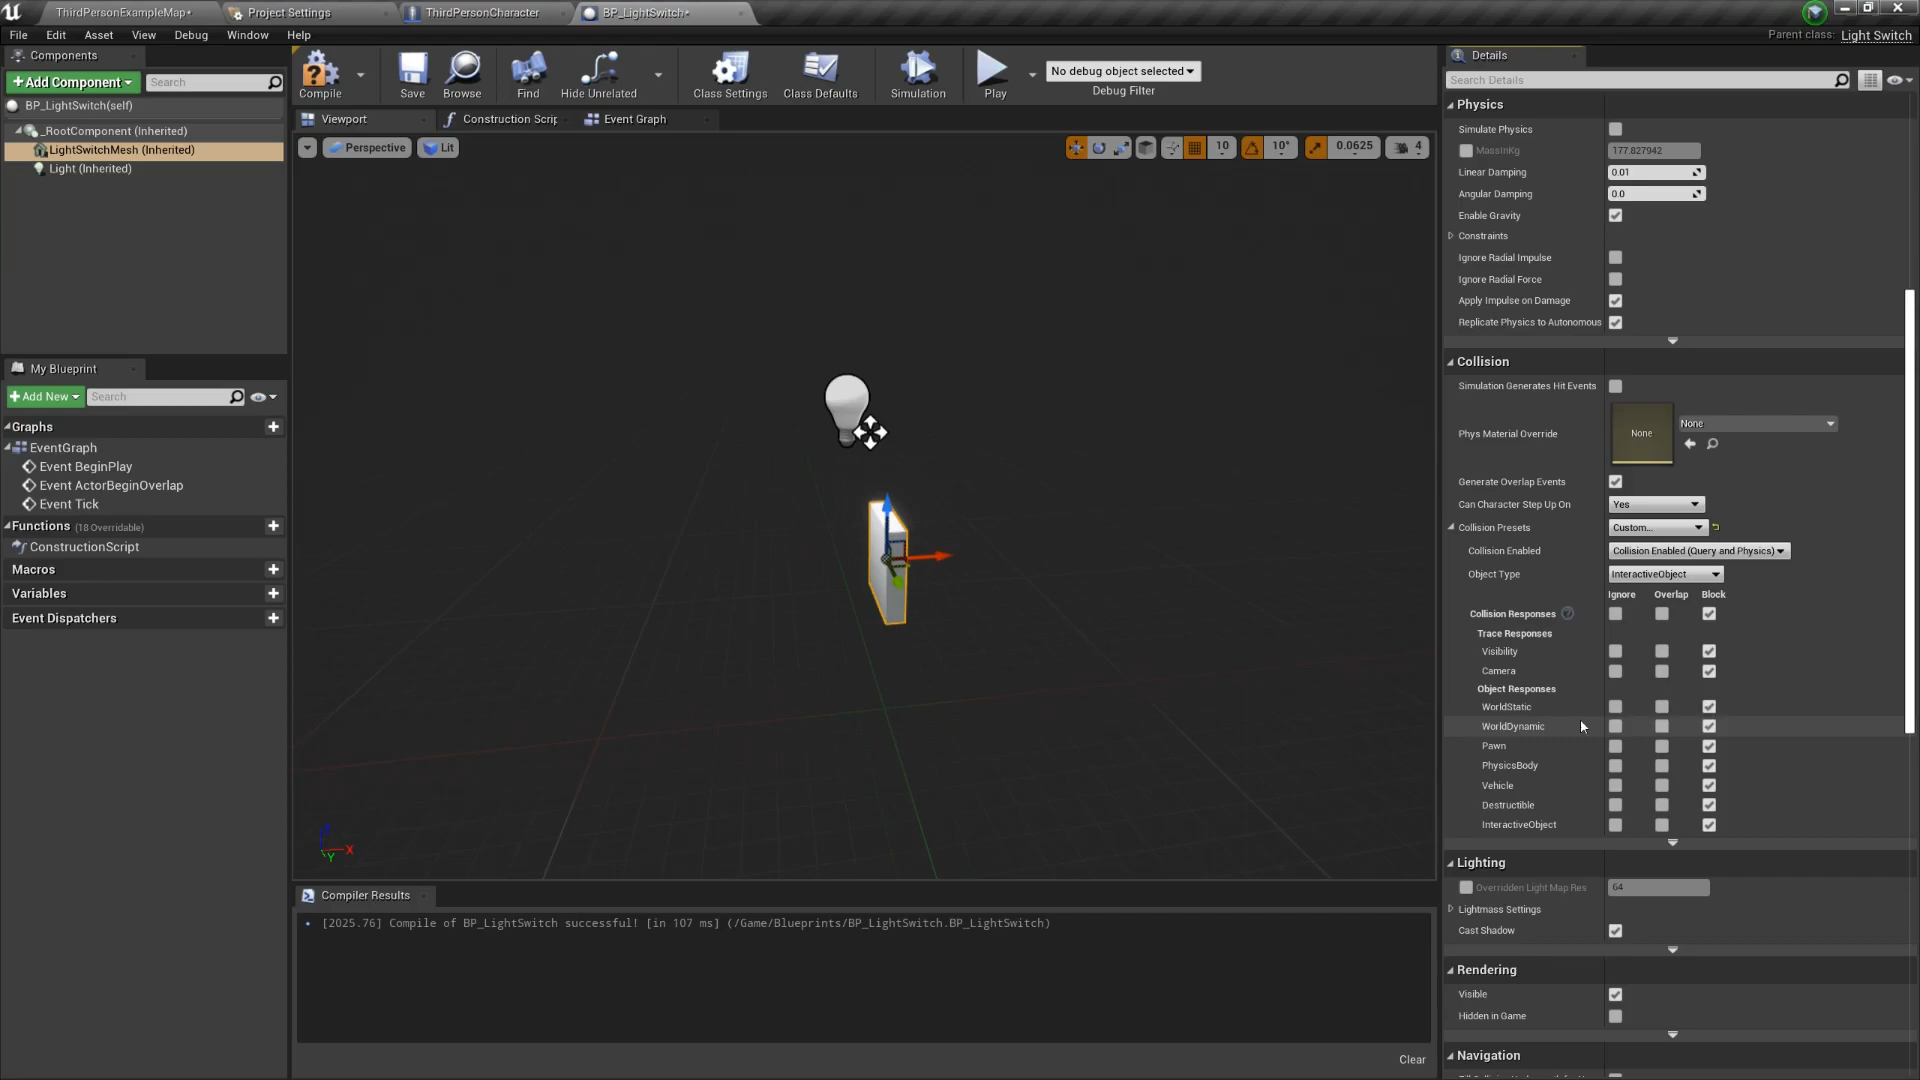 ThirdPersonExampleMap•
Project Settings
ThirdPersonCharacter
BP_LightSwitch•
File Edit Asset View Debug Window Help
Parent class: Light Switch
Components
+Add Component
Search
BP_LightSwitch(self)
_RootComponent (Inherited)
LightSwitchMesh (Inherited)
Light (Inherited)
Compile
Save
Browse
Find
Hide Unrelated
Class Settings
Class Defaults
Simulation
Play
No debug object selected
Debug Filter
Viewport
Construction Scrip
Event Graph
Perspective
Lit
10
10°
0.0625
4
My Blueprint
+Add New
Search
Graphs
EventGraph
Event BeginPlay
Event ActorBeginOverlap
Event Tick
Functions (18 Overridable)
ConstructionScript
Macros
Variables
Event Dispatchers
X
Y
Compiler Results
• [2025.76] Compile of BP_LightSwitch successful! [in 107 ms] (/Game/Blueprints/BP_LightSwitch.BP_LightSwitch)
Clear
Details
Search Details
Physics
Simulate Physics
MassInKg 177.827942
Linear Damping 0.01
Angular Damping 0.0
Enable Gravity
Constraints
Ignore Radial Impulse
Ignore Radial Force
Apply Impulse on Damage
Replicate Physics to Autonomous
Collision
Simulation Generates Hit Events
Phys Material Override None None
Generate Overlap Events
Can Character Step Up On Yes
Collision Presets Custom...
Collision Enabled Collision Enabled (Query and Physics)
Object Type InteractiveObject
Ignore Overlap Block
Collision Responses ?
Trace Responses
Visibility
Camera
Object Responses
WorldStatic
WorldDynamic
Pawn
PhysicsBody
Vehicle
Destructible
InteractiveObject
Lighting
Overridden Light Map Res 64
Lightmass Settings
Cast Shadow
Rendering
Visible
Hidden in Game
Navigation